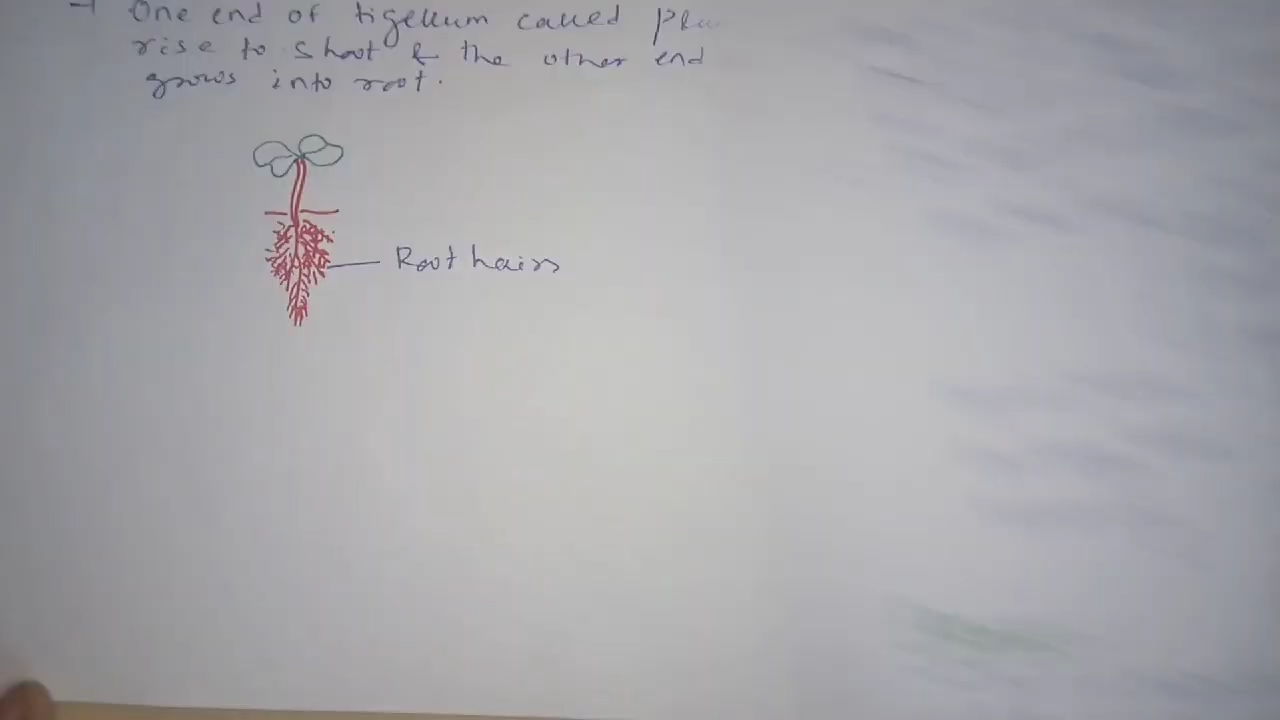 One end of tigellum called
rise to shoot & the other end
grows into root.
Root hairs